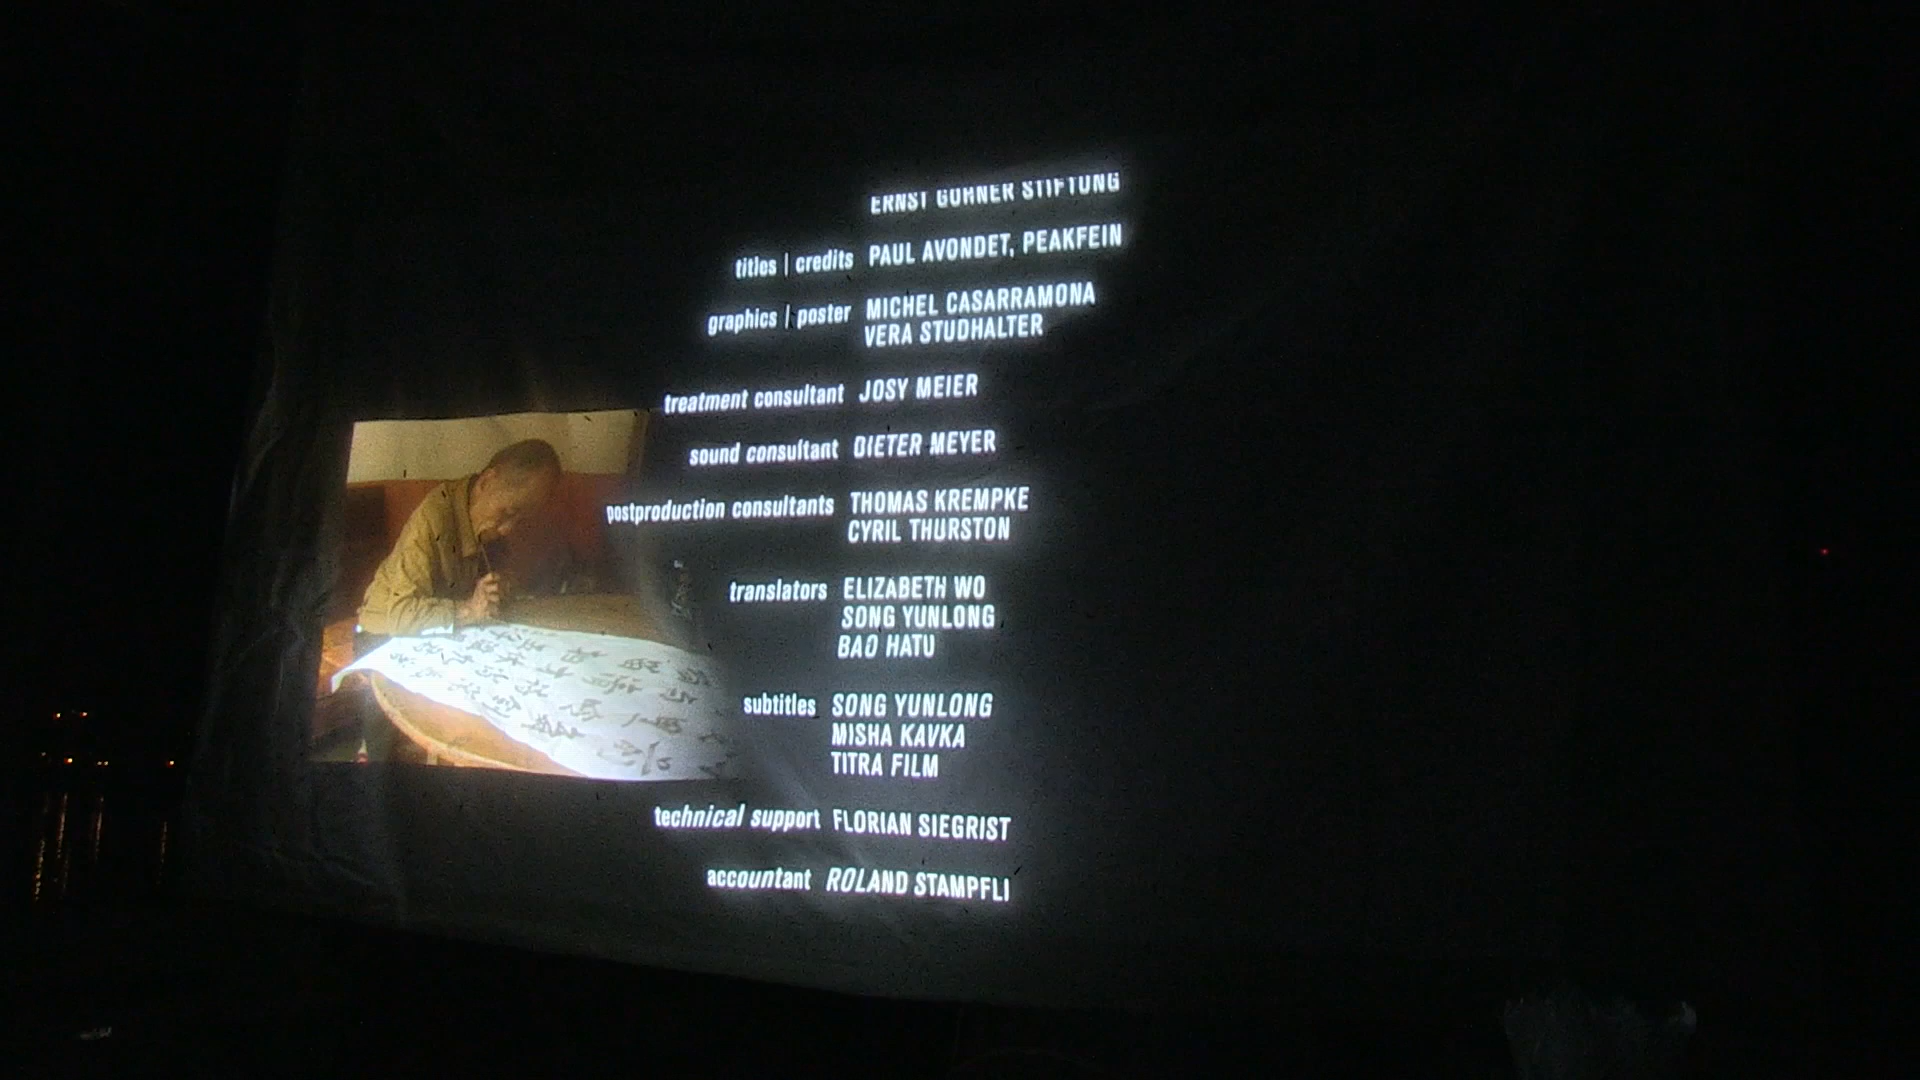 ERNST GÖHNER STIFTUNG
titles | credits PAUL AVONDET, PEAKFEIN
graphics | poster MICHEL CASARRAMONA
VERA STUDHALTER
treatment consultant JOSY MEIER
sound consultant DIETER MEYER
postproduction consultants THOMAS KREMPKE
CYRIL THURSTON
translators ELIZABETH WO
SONG YUNLONG
BAO HATU
subtitles SONG YUNLONG
MISHA KAVKA
TITRA FILM
technical support FLORIAN SIEGRIST
accountant ROLAND STAMPFLI